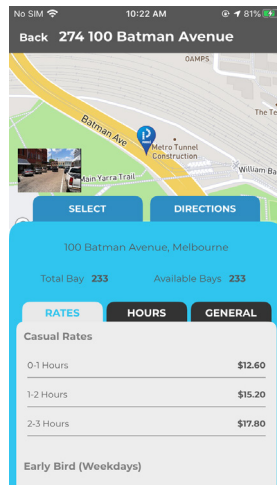 No SIM 10:22 AM 81%
Back 274 100 Batman Avenue
OAMPS
Batman Ave
Metro Tunnel
Construction
The Te
William Ba
Main Yarra Trail
SELECT DIRECTIONS
100 Batman Avenue, Melbourne
Total Bay 233 Available Bays 233
RATES HOURS GENERAL
Casual Rates
0-1 Hours $12.60
1-2 Hours $15.20
2-3 Hours $17.80
Early Bird (Weekdays)